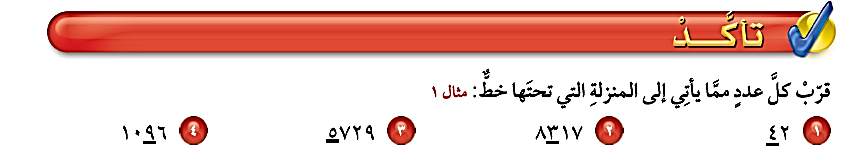 تأكَّدْ
قرّبْ كلَّ عددٍ ممَّا يأتِي إلى المنزلةِ التي تحتَها خطٌّ: مثال ١
١ ٤٢ ٢ ٨٣١٧ ٣ ٥٧٢٩ ٤ ١٠٩٦